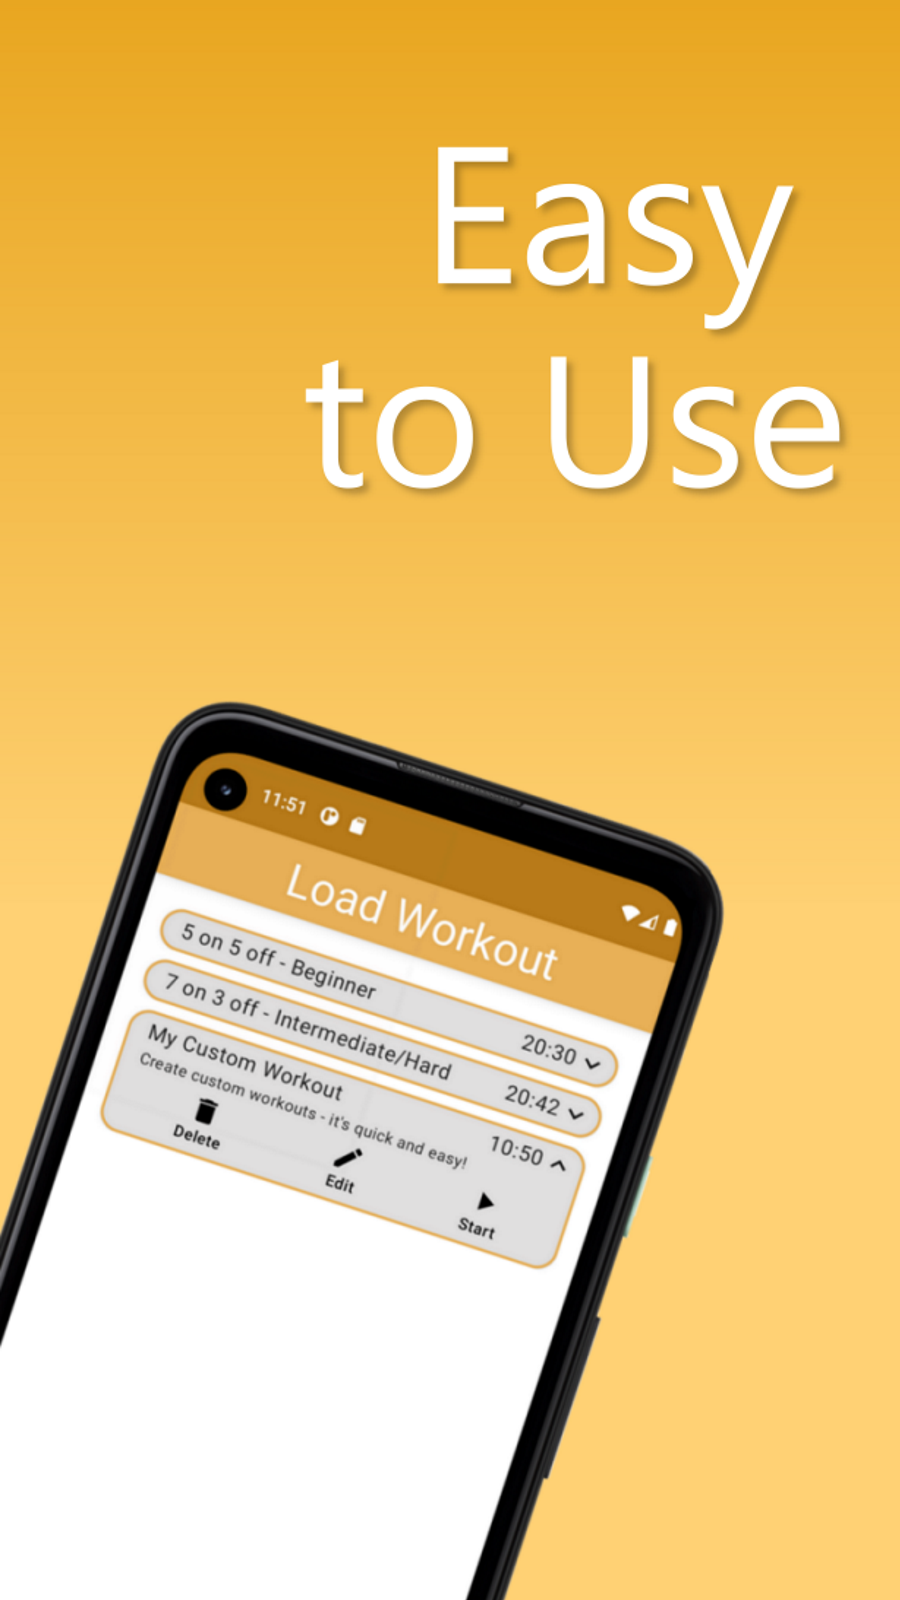 Easy
to Use
11:51
Load Workout
5 on 5 off - Beginner
20:30
7 on 3 off - Intermediate/Hard
20:42
My Custom Workout
Create custom workouts - it's quick and easy!
10:50
Delete
Edit
Start